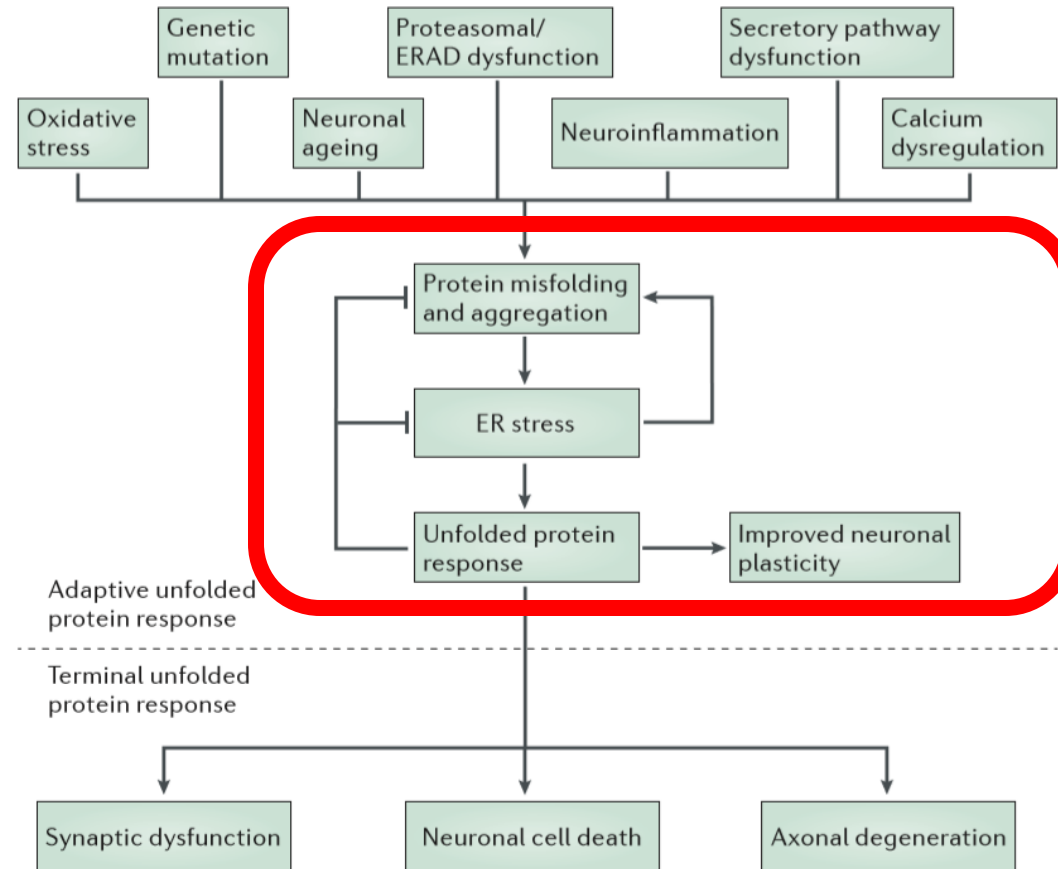 Genetic
mutation
Proteasomal/
ERAD dysfunction
Secretory pathway
dysfunction
Oxidative
stress
Neuronal
ageing
Neuroinflammation
Calcium
dysregulation
Protein misfolding
and aggregation
ER stress
Unfolded protein
response
Improved neuronal
plasticity
Adaptive unfolded
protein response
Terminal unfolded
protein response
Synaptic dysfunction
Neuronal cell death
Axonal degeneration